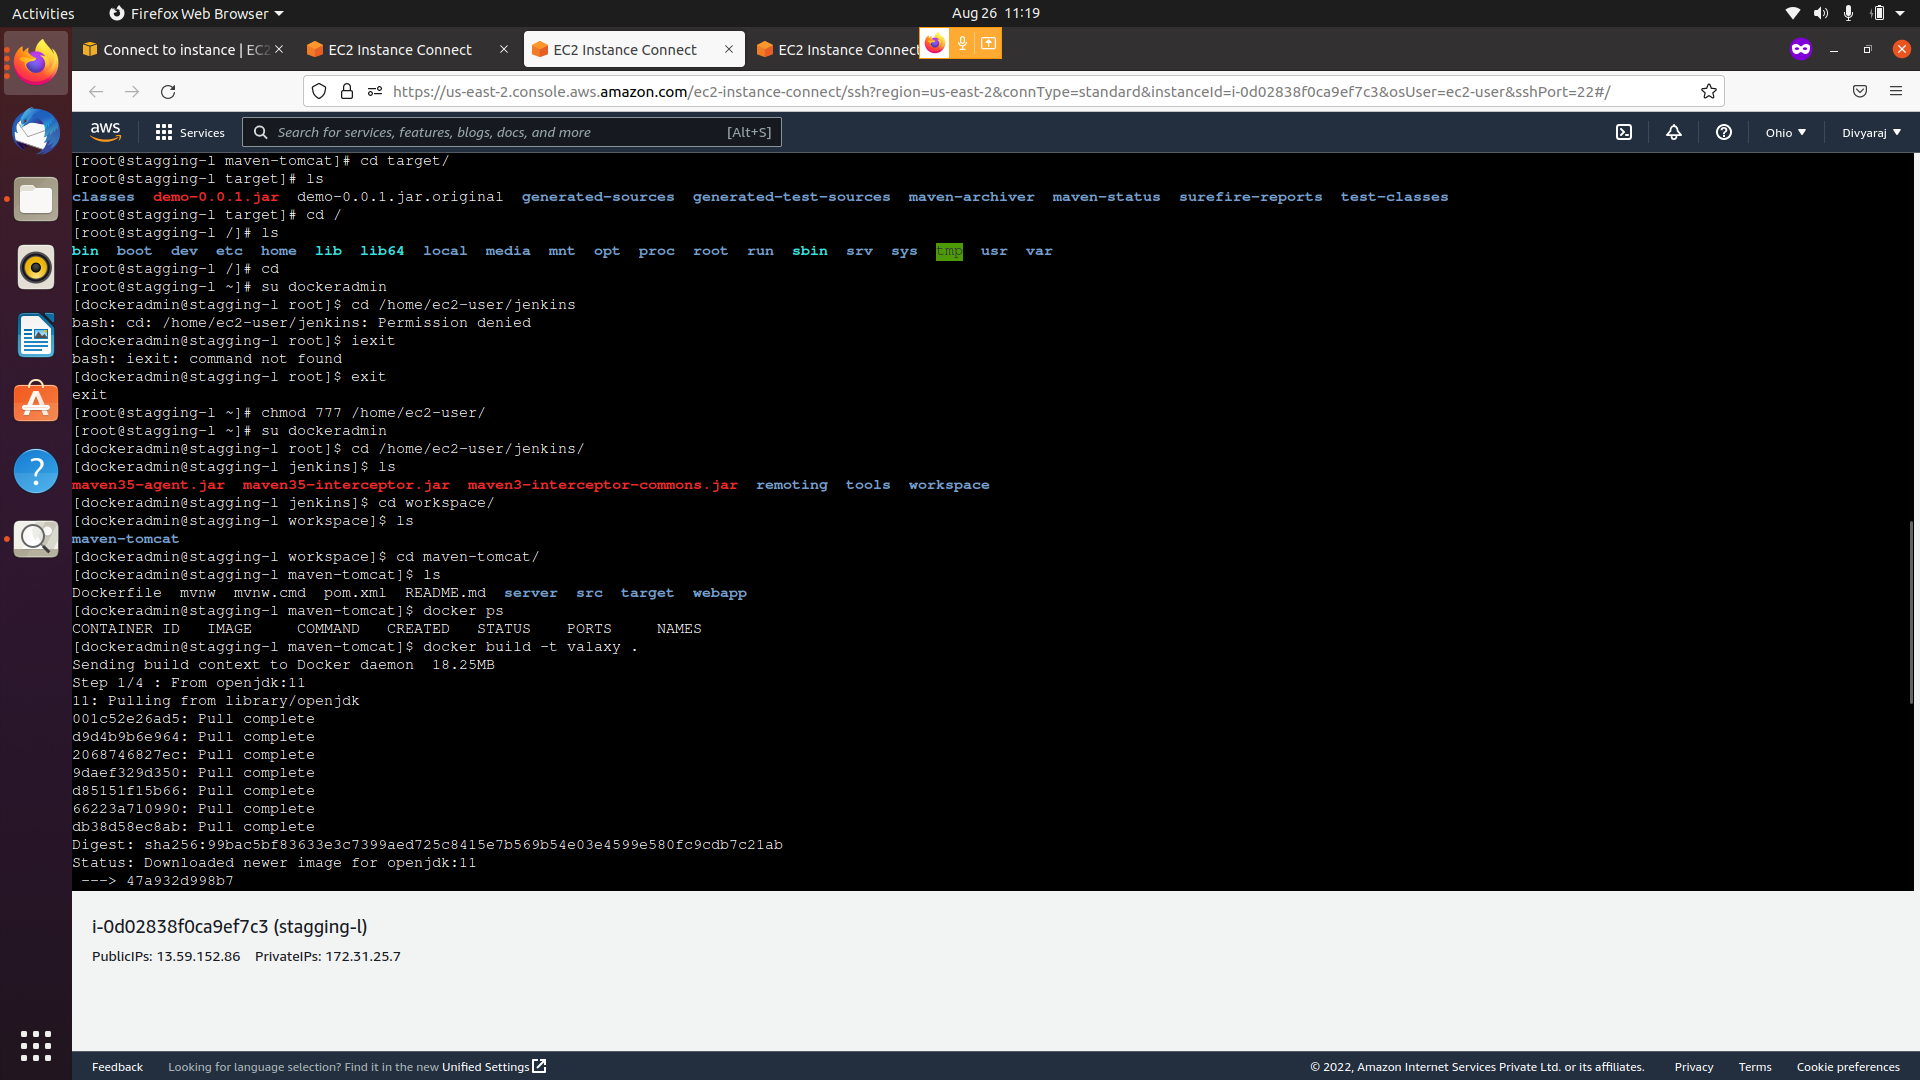 Activities
Firefox Web Browser
Aug 26 11:19
Connect to instance | EC2
EC2 Instance Connect
EC2 Instance Connect
EC2 Instance Connect
https://us-east-2.console.aws.amazon.com/ec2-instance-connect/ssh?region=us-east-2&connType=standard&instanceId=i-0d02838f0ca9ef7c3&osUser=ec2-user&sshPort=22#/
aws
Services
Search for services, features, blogs, docs, and more
[Alt+S]
Ohio
Divyaraj
[root@stagging-l maven-tomcat]# cd target/
[root@stagging-l target]# ls
classes demo-0.0.1.jar demo-0.0.1.jar.original generated-sources generated-test-sources maven-archiver maven-status surefire-reports test-classes
[root@stagging-l target]# cd /
[root@stagging-l /]# ls
bin boot dev etc home lib lib64 local media mnt opt proc root run sbin srv sys tmp usr var
[root@stagging-l /]# cd
[root@stagging-l ~]# su dockeradmin
[dockeradmin@stagging-l root]$ cd /home/ec2-user/jenkins
bash: cd: /home/ec2-user/jenkins: Permission denied
[dockeradmin@stagging-l root]$ iexit
bash: iexit: command not found
[dockeradmin@stagging-l root]$ exit
exit
[root@stagging-l ~]# chmod 777 /home/ec2-user/
[root@stagging-l ~]# su dockeradmin
[dockeradmin@stagging-l root]$ cd /home/ec2-user/jenkins/
[dockeradmin@stagging-l jenkins]$ ls
maven35-agent.jar maven35-interceptor.jar maven3-interceptor-commons.jar remoting tools workspace
[dockeradmin@stagging-l jenkins]$ cd workspace/
[dockeradmin@stagging-l workspace]$ ls
maven-tomcat
[dockeradmin@stagging-l workspace]$ cd maven-tomcat/
[dockeradmin@stagging-l maven-tomcat]$ ls
Dockerfile mvnw mvnw.cmd pom.xml README.md server src target webapp
[dockeradmin@stagging-l maven-tomcat]$ docker ps
CONTAINER ID IMAGE COMMAND CREATED STATUS PORTS NAMES
[dockeradmin@stagging-l maven-tomcat]$ docker build -t valaxy .
Sending build context to Docker daemon 18.25MB
Step 1/4 : From openjdk:11
11: Pulling from library/openjdk
001c52e26ad5: Pull complete
d9d4b9b6e964: Pull complete
2068746827ec: Pull complete
9daef329d350: Pull complete
d85151f15b66: Pull complete
66223a710990: Pull complete
db38d58ec8ab: Pull complete
Digest: sha256:99bac5bf83633e3c7399aed725c8415e7b569b54e03e4599e580fc9cdb7c21ab
Status: Downloaded newer image for openjdk:11
---> 47a932d998b7
i-0d02838f0ca9ef7c3 (stagging-l)
PublicIPs: 13.59.152.86 PrivateIPs: 172.31.25.7
Feedback
Looking for language selection? Find it in the new Unified Settings
© 2022, Amazon Internet Services Private Ltd. or its affiliates.
Privacy
Terms
Cookie preferences